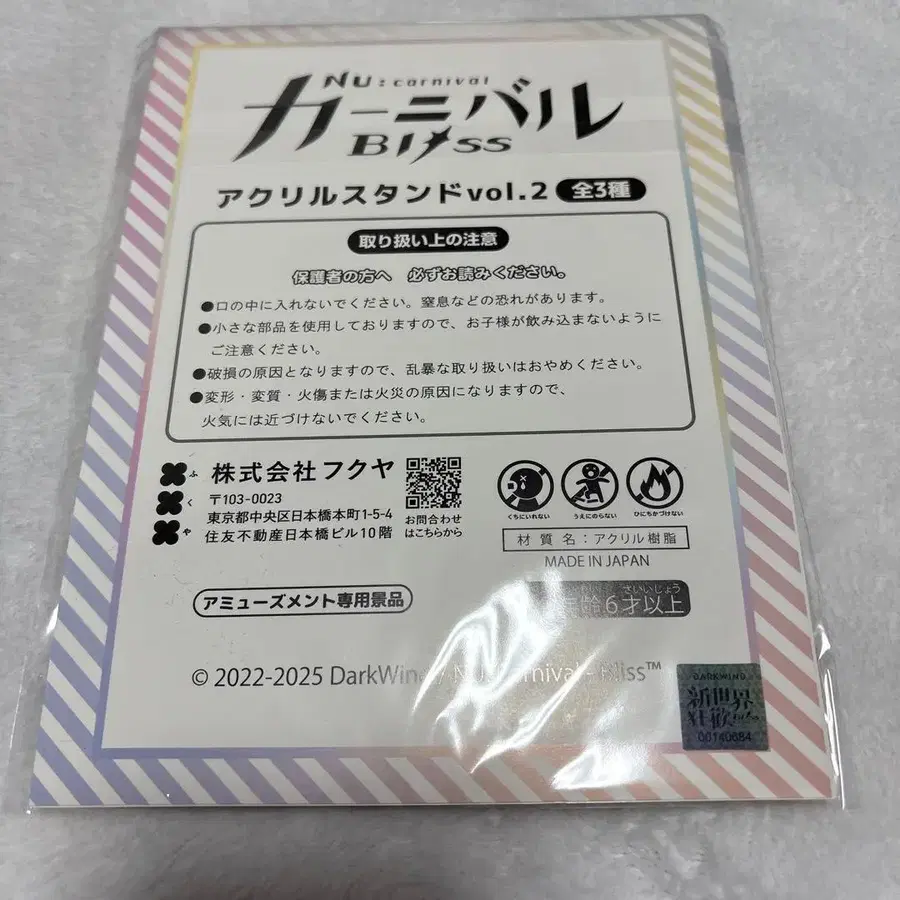 NU: carnival
カーニバル
Bliss
アクリルスタンドvol.2 全3種
取り扱い上の注意
保護者の方へ 必ずお読みください。
●口の中に入れないでください。窒息などの恐れがあります。
●小さな部品を使用しておりますので、お子様が飲み込まないように
ご注意ください。
●破損の原因となりますので、乱暴な取り扱いはおやめください。
●変形・変質・火傷または火災の原因になりますので、
火気には近づけないでください。
ふくや
株式会社フクヤ
〒103-0023
東京都中央区日本橋本町1-5-4
住友不動産日本橋ビル10階
お問合わせ
はこちらから
くちにいれない うえにのらない ひにちかづけない
材質名:アクリル樹脂
MADE IN JAPAN
アミューズメント専用景品
さいいじょう
齢6才以上
© 2022-2025 DarkWind / NU: Carnival - Bliss™
DARKWIND
新世界
狂歡
00140684